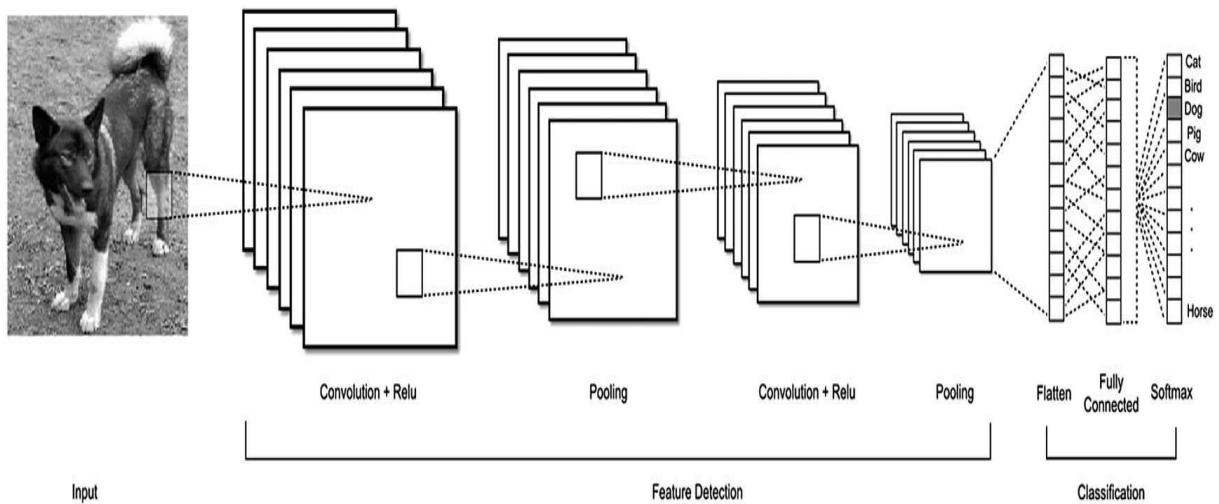 Cat
Bird
Dog
Pig
Cow
.
.
.
Horse
Convolution + Relu
Pooling
Convolution + Relu
Pooling
Flatten
Fully
Connected
Softmax
Input
Feature Detection
Classification